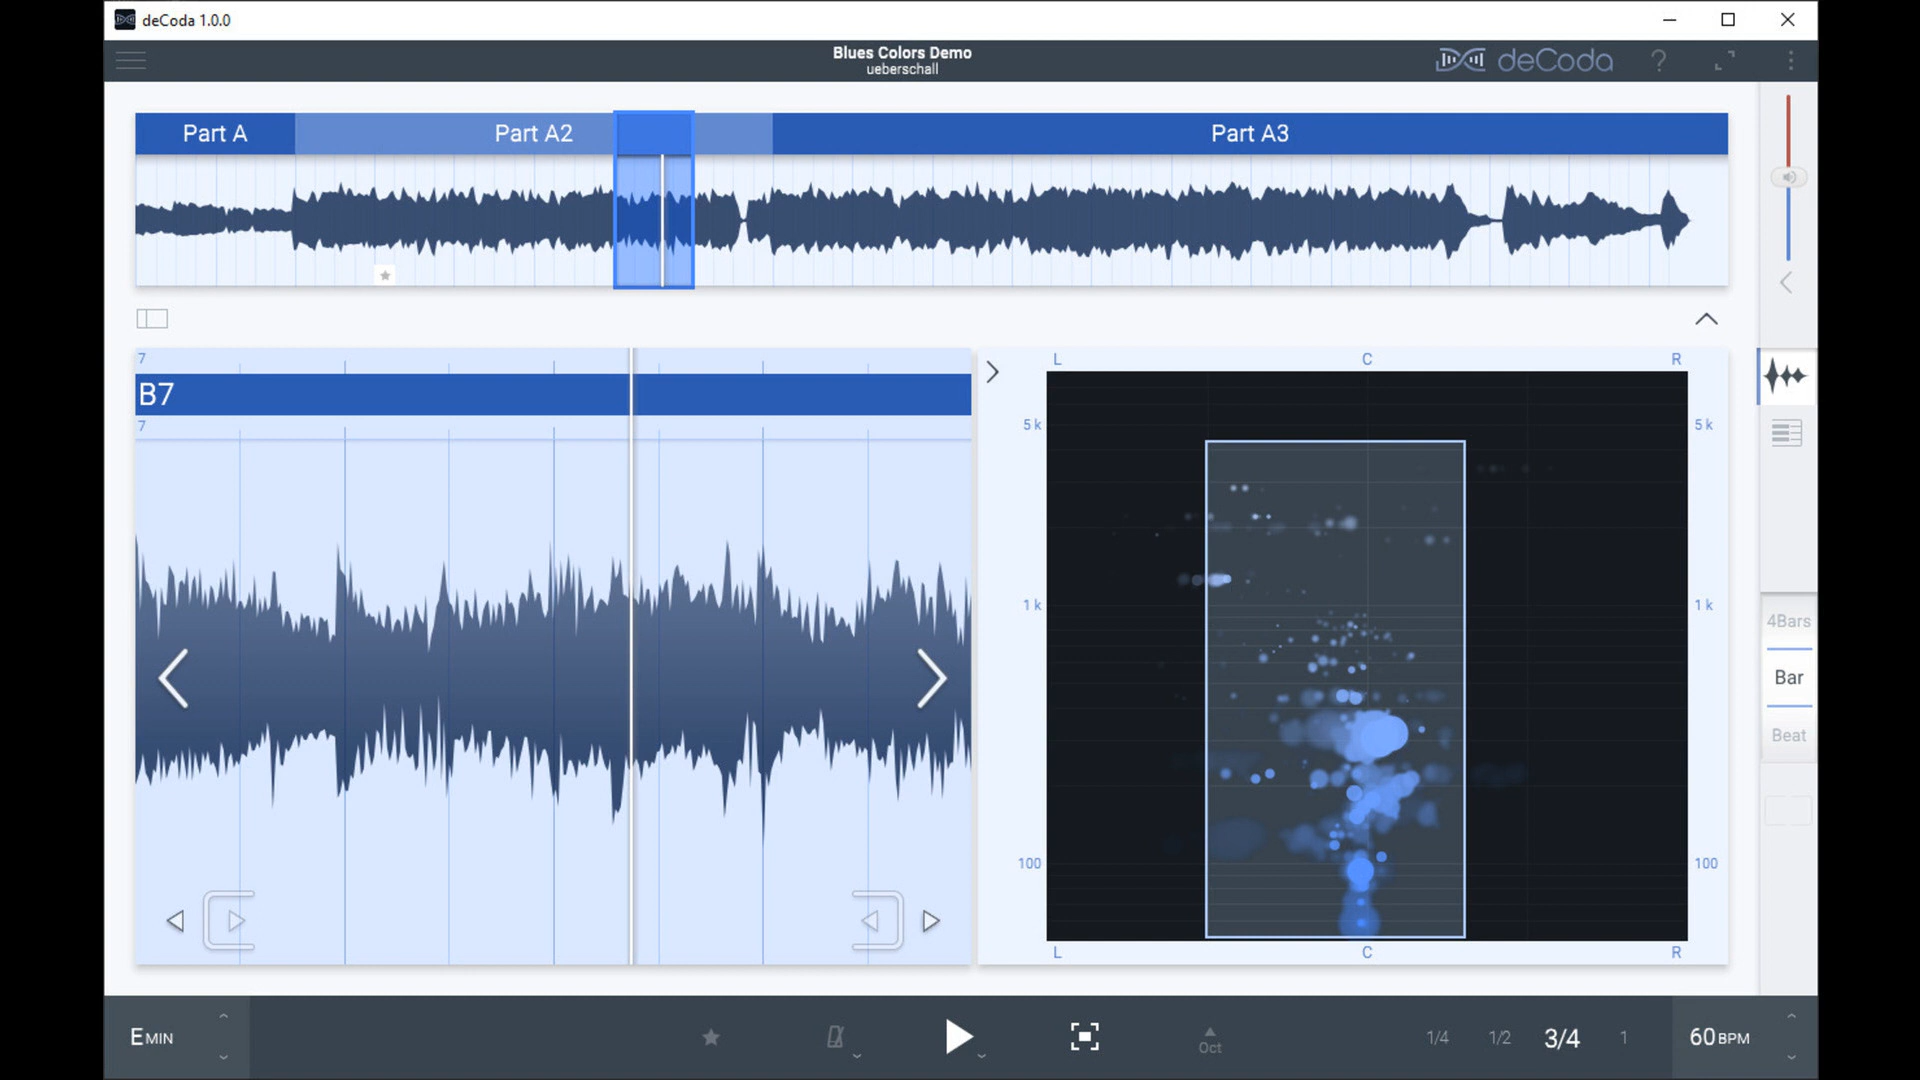 deCoda 1.0.0
Blues Colors Demo
ueberschall
deCoda
?
Part A
Part A2
Part A3
7
B7
7
L
C
R
5 k
5 k
1 k
1 k
100
100
L
C
R
4Bars
Bar
Beat
EMIN
Oct
1/4
1/2
3/4
1
60 BPM